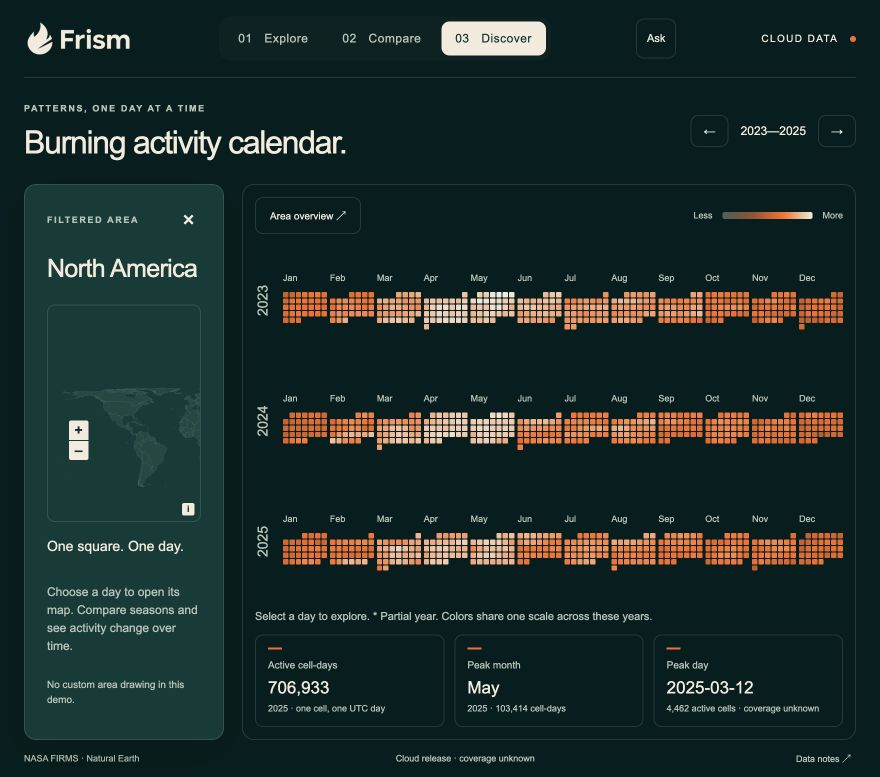 Frism
01 Explore
02 Compare
03 Discover
Ask
CLOUD DATA
PATTERNS, ONE DAY AT A TIME
Burning activity calendar.
← 2023—2025 →
FILTERED AREA ×
North America
+
−
i
One square. One day.
Choose a day to open its
map. Compare seasons and
see activity change over
time.
No custom area drawing in this
demo.
Area overview ↗
Less More
2023
Jan Feb Mar Apr May Jun Jul Aug Sep Oct Nov Dec
2024
Jan Feb Mar Apr May Jun Jul Aug Sep Oct Nov Dec
2025
Jan Feb Mar Apr May Jun Jul Aug Sep Oct Nov Dec
Select a day to explore. * Partial year. Colors share one scale across these years.
Active cell-days
706,933
2025 · one cell, one UTC day
Peak month
May
2025 · 103,414 cell-days
Peak day
2025-03-12
4,462 active cells · coverage unknown
NASA FIRMS · Natural Earth
Cloud release · coverage unknown
Data notes ↗